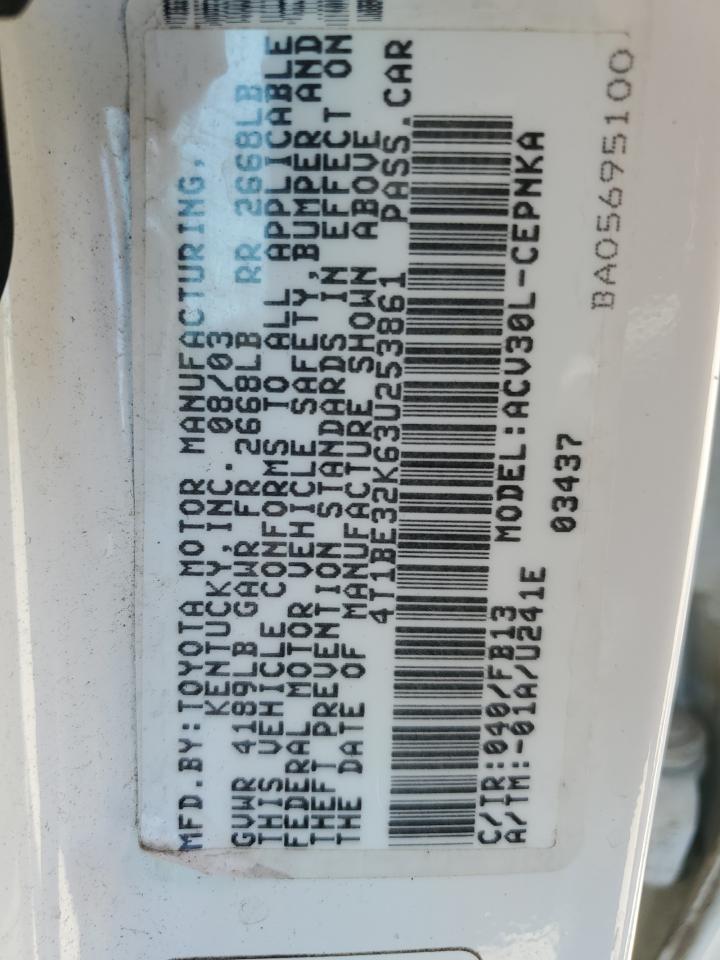 MFD.BY:TOYOTA MOTOR MANUFACTURING,
KENTUCKY,INC. 08/03
GVWR 4189LB GAWR FR 2668LB RR 2668LB
THIS VEHICLE CONFORMS TO ALL APPLICABLE
FEDERAL MOTOR VEHICLE SAFETY,BUMPER AND
THEFT PREVENTION STANDARDS IN EFFECT ON
THE DATE OF MANUFACTURE SHOWN ABOVE
4T1BE32K63U253861 PASS.CAR
C/TR:040/FB13 MODEL:ACV30L-CEPNKA
A/TM:-01A/U241E 03437
BA05695100